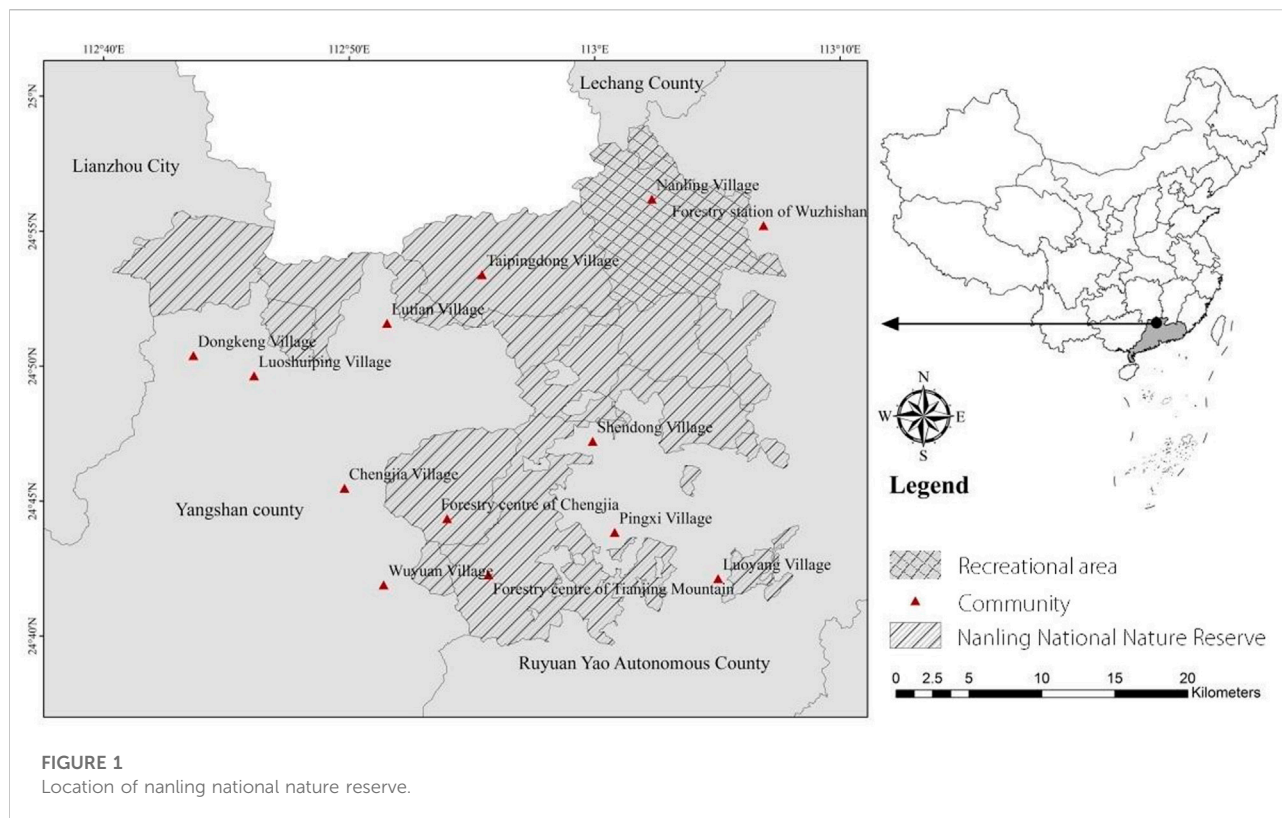 112°40'E
112°50'E
113°E
113°10'E
25°N
24°55'N
24°50'N
24°45'N
24°40'N
Lechang County
Lianzhou City
Nanling Village
Forestry station of Wuzhishan
Taipingdong Village
Lutian Village
Dongkeng Village
Luoshuiping Village
Shendong Village
Chengjia Village
Forestry centre of Chengjia
Yangshan county
Pingxi Village
Luoyang Village
Wuyuan Village
Forestry centre of Tianjing Mountain
Ruyuan Yao Autonomous County
N
W
E
S
Legend
Recreational area
Community
Nanling National Nature Reserve
0 2.5 5 10 15 20
Kilometers
FIGURE 1
Location of nanling national nature reserve.